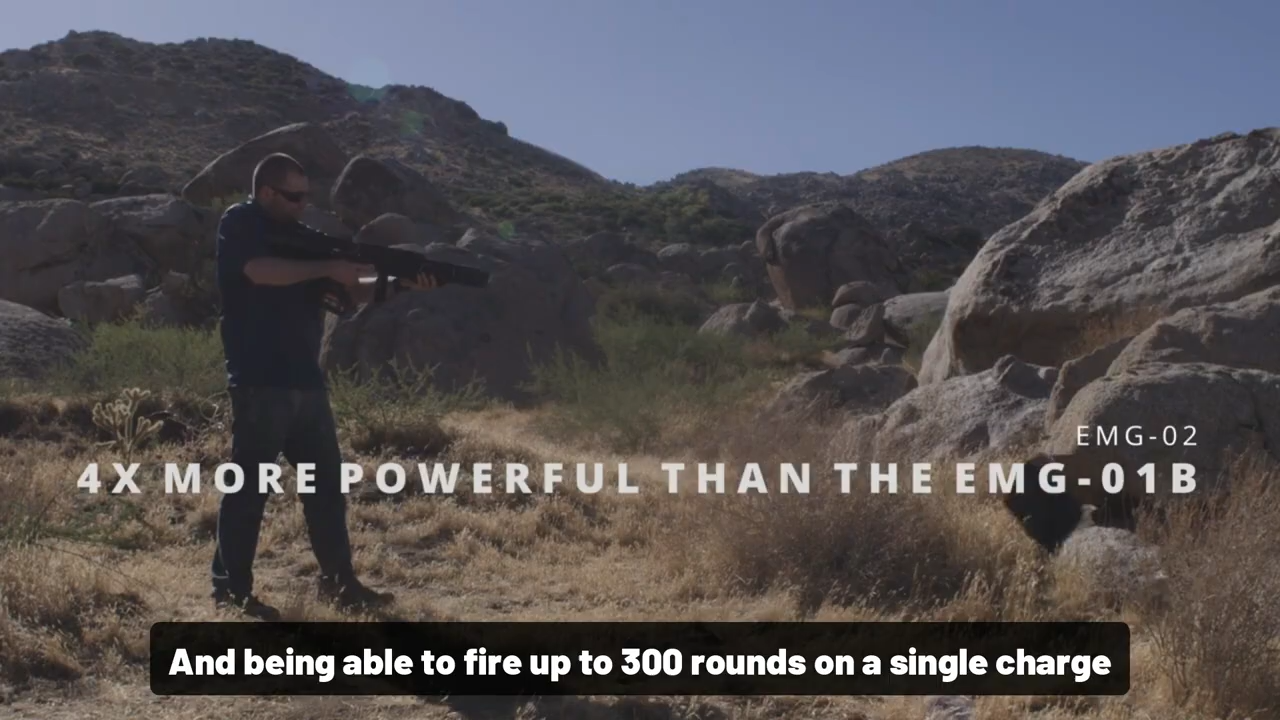 EMG-02
4X MORE POWERFUL THAN THE EMG-01B
And being able to fire up to 300 rounds on a single charge